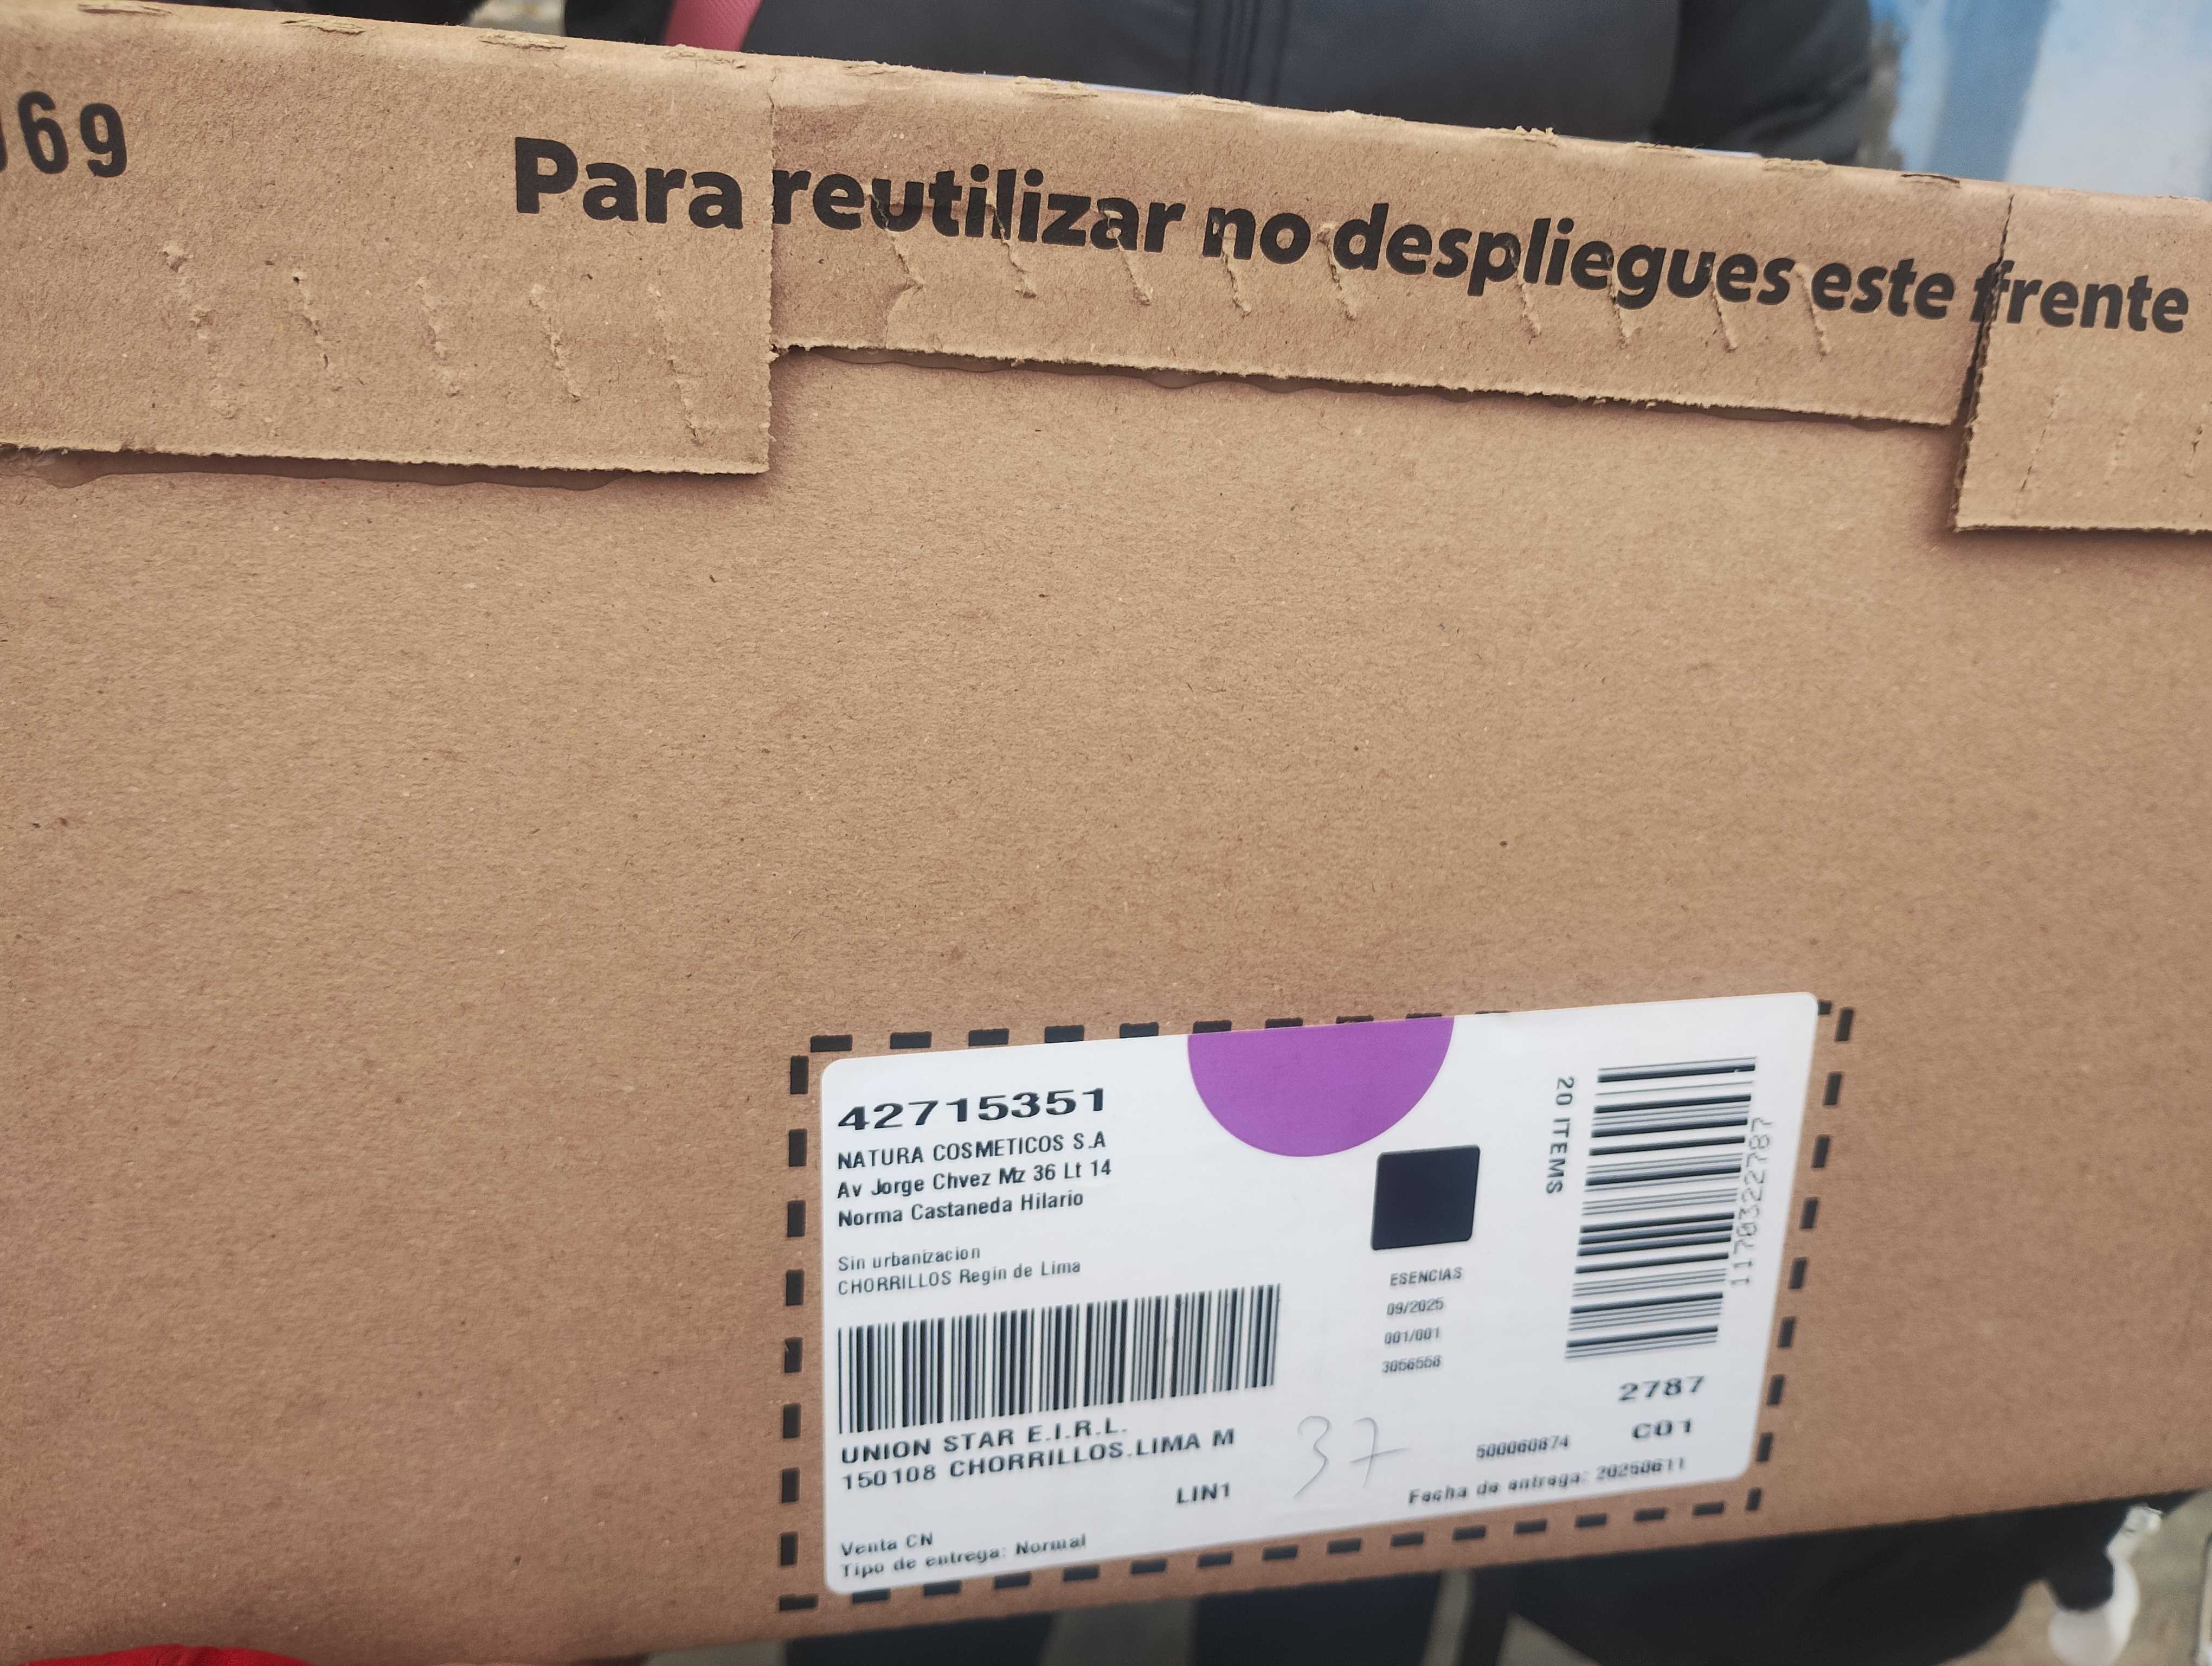 69
Para reutilizar no despliegues este frente
42715351
NATURA COSMETICOS S.A
Av Jorge Chvez Mz 36 Lt 14
Norma Castaneda Hilario
Sin urbanizacion
CHORRILLOS Regin de Lima
UNION STAR E.I.R.L.
150108 CHORRILLOS.LIMA M
LIN1
37
Venta CN
Tipo de entrega: Normal
ESENCIAS
09/2025
001/001
3056558
20 ITEMS
1170322787
2787
C01
500060874
Fecha de entrega: 20250611